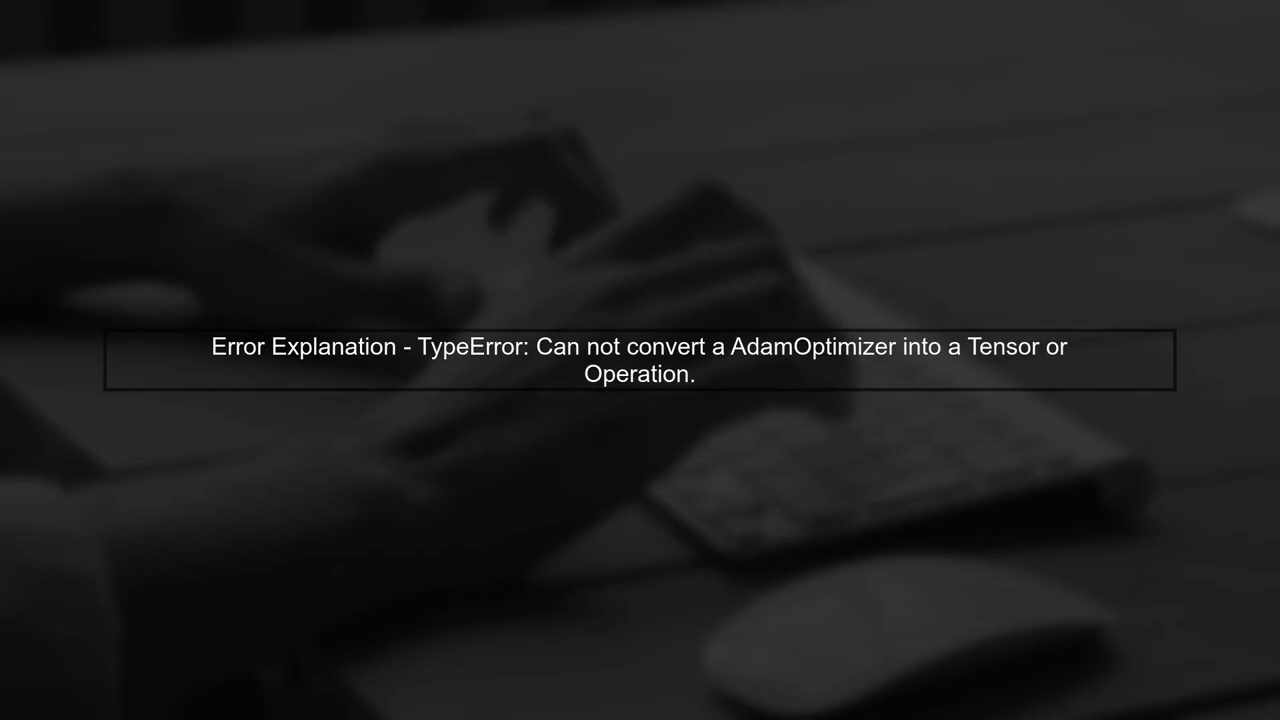 Error Explanation - TypeError: Can not convert a AdamOptimizer into a Tensor or
Operation.